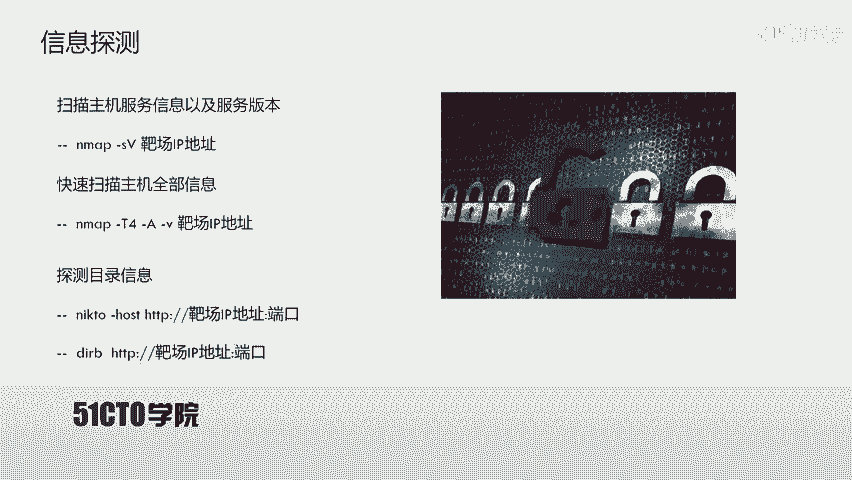 信息探测
扫描主机服务信息以及服务版本
-- nmap -sV 靶场IP地址
快速扫描主机全部信息
-- nmap -T4 -A -v 靶场IP地址
探测目录信息
-- nikto -host http://靶场IP地址:端口
-- dirb http://靶场IP地址:端口
51CTO学院